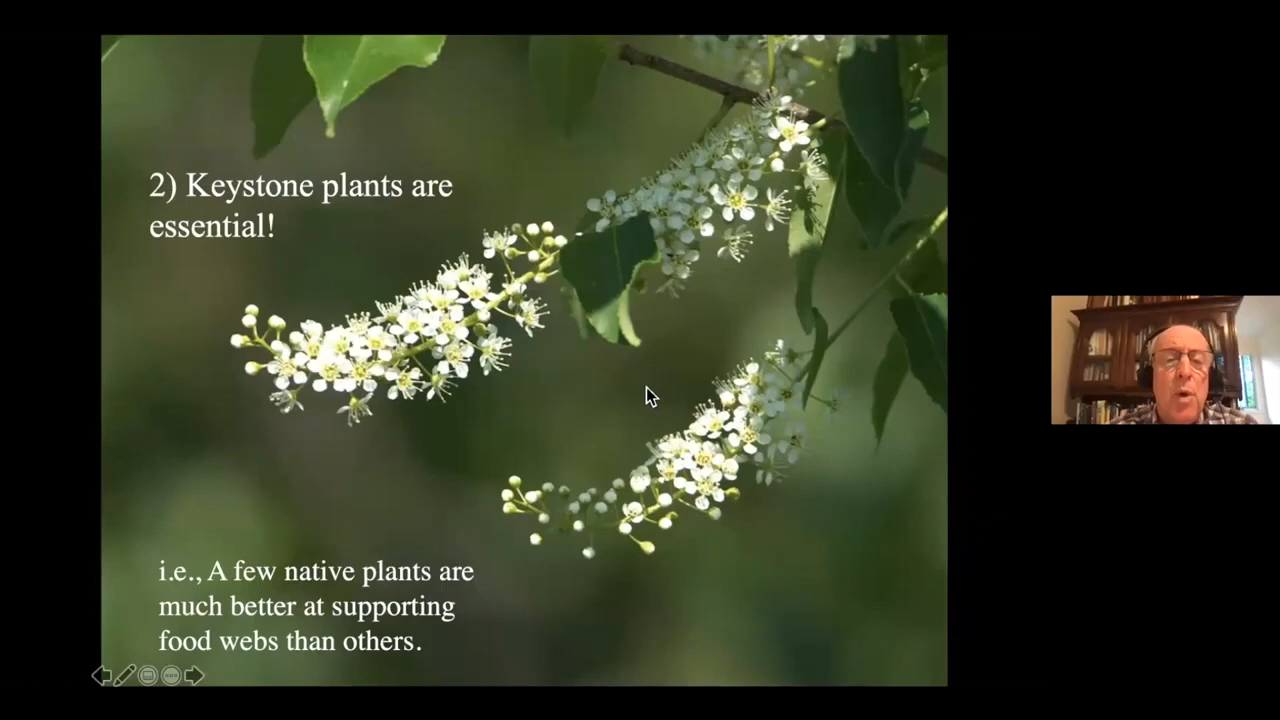 2) Keystone plants are
essential!
i.e., A few native plants are
much better at supporting
food webs than others.